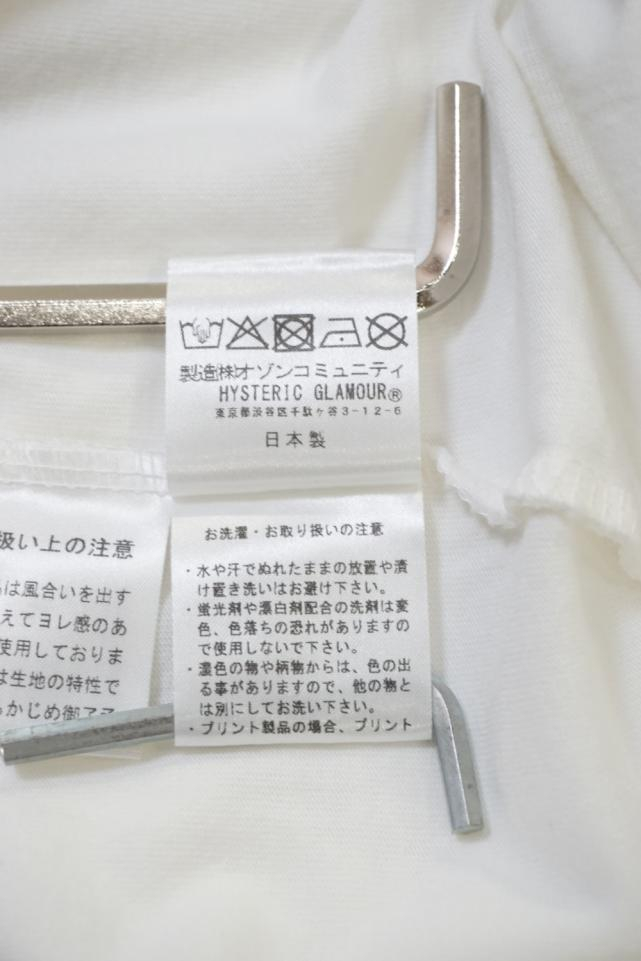 製造㈱オゾンコミュニティ
HYSTERIC GLAMOUR®
東京都渋谷区千駄ヶ谷3-12-6
日本製
お洗濯・お取り扱いの注意
・水や汗でぬれたままの放置や漬
け置き洗いはお避け下さい。
・蛍光剤や漂白剤配合の洗剤は変
色、色落ちの恐れがありますの
で使用しないで下さい。
・濃色の物や柄物からは、色の出
る事がありますので、他の物と
は別にしてお洗い下さい。
・プリント製品の場合、プリント
扱い上の注意
は風合いを出す
えてヨレ感のあ
使用しておりま
は生地の特性で
らかじめ御了